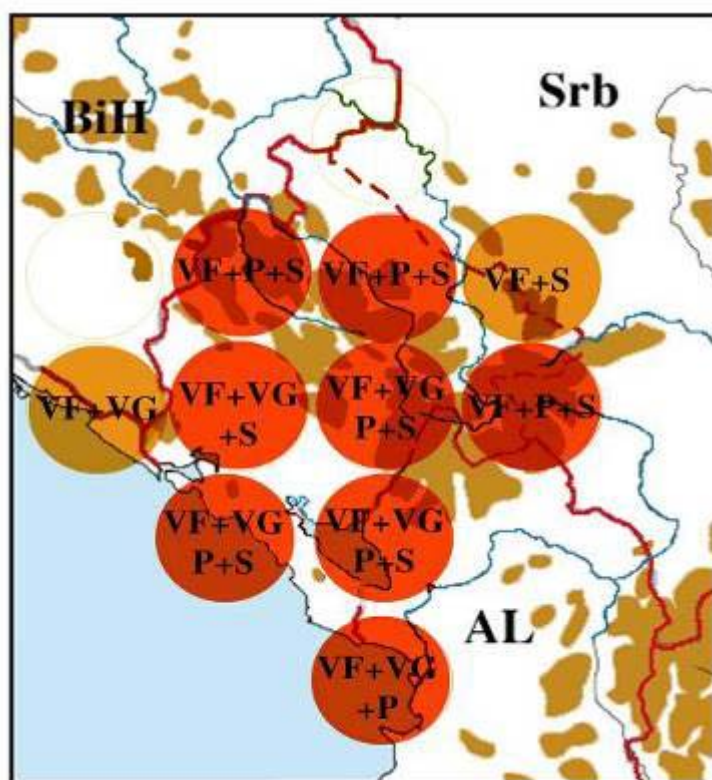 Srb
BiH
VF+P+S
VF+P+S
VF+S
VF+VG
VF+VG
+S
VF+VG
P+S
VF+P+S
VF+VG
P+S
VF+VG
P+S
AL
VF+VG
+P